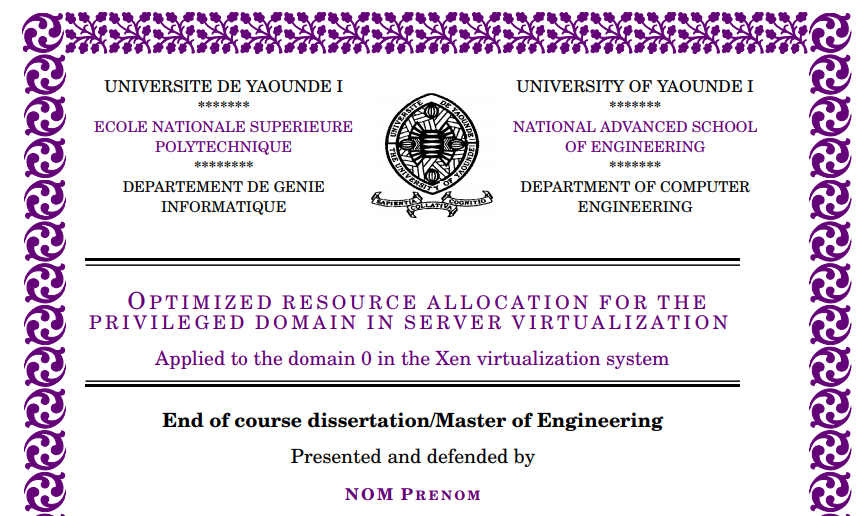 UNIVERSITE DE YAOUNDE I
*******
ECOLE NATIONALE SUPERIEURE
POLYTECHNIQUE
********
DEPARTEMENT DE GENIE
INFORMATIQUE
UNIVERSITE DE YAOUNDE
THE UNIVERSITY OF YAOUNDE
SAPIENTIA COLLATIVA COGNITIO
UNIVERSITY OF YAOUNDE I
*******
NATIONAL ADVANCED SCHOOL
OF ENGINEERING
*******
DEPARTMENT OF COMPUTER
ENGINEERING
OPTIMIZED RESOURCE ALLOCATION FOR THE
PRIVILEGED DOMAIN IN SERVER VIRTUALIZATION
Applied to the domain 0 in the Xen virtualization system
End of course dissertation/Master of Engineering
Presented and defended by
NOM PRENOM